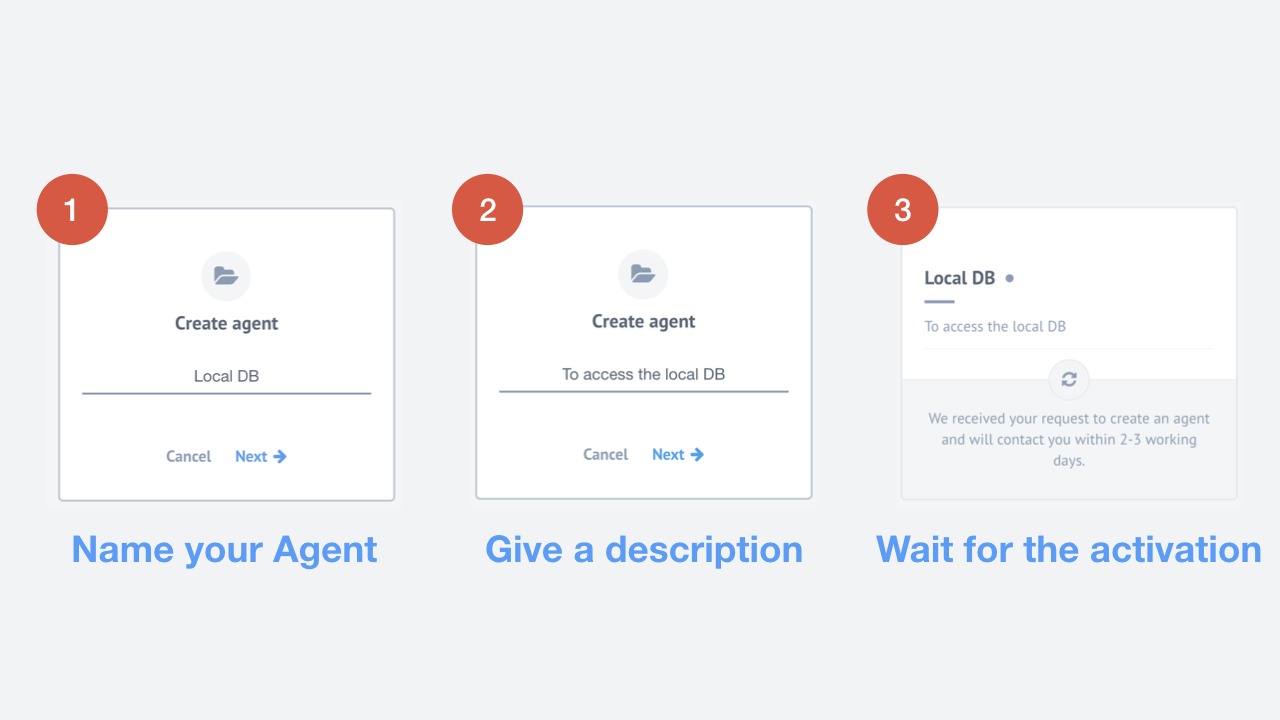 1
Create agent
Local DB
Cancel Next
Name your Agent
2
Create agent
To access the local DB
Cancel Next
Give a description
3
Local DB
To access the local DB
We received your request to create an agent
and will contact you within 2-3 working
days.
Wait for the activation